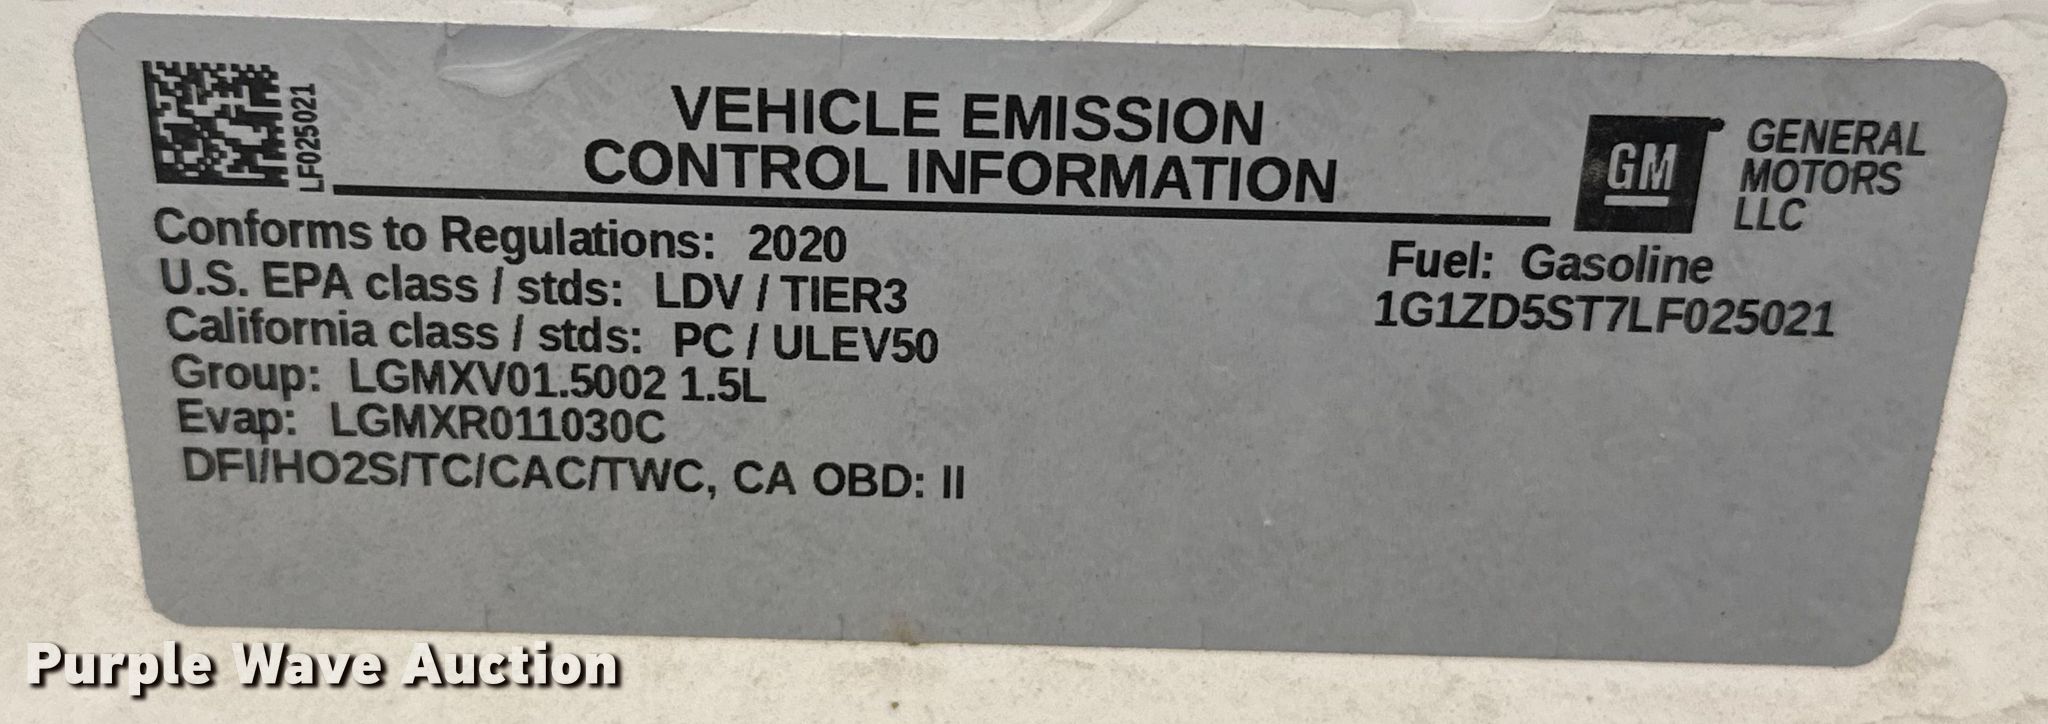 LF025021
VEHICLE EMISSION
CONTROL INFORMATION
GM
GENERAL
MOTORS
LLC
Conforms to Regulations: 2020
Fuel: Gasoline
U.S. EPA class / stds: LDV / TIER3
1G1ZD5ST7LF025021
California class / stds: PC / ULEV50
Group: LGMXV01.5002 1.5L
Evap: LGMXR011030C
DFI/HO2S/TC/CAC/TWC, CA OBD: II
Purple Wave Auction